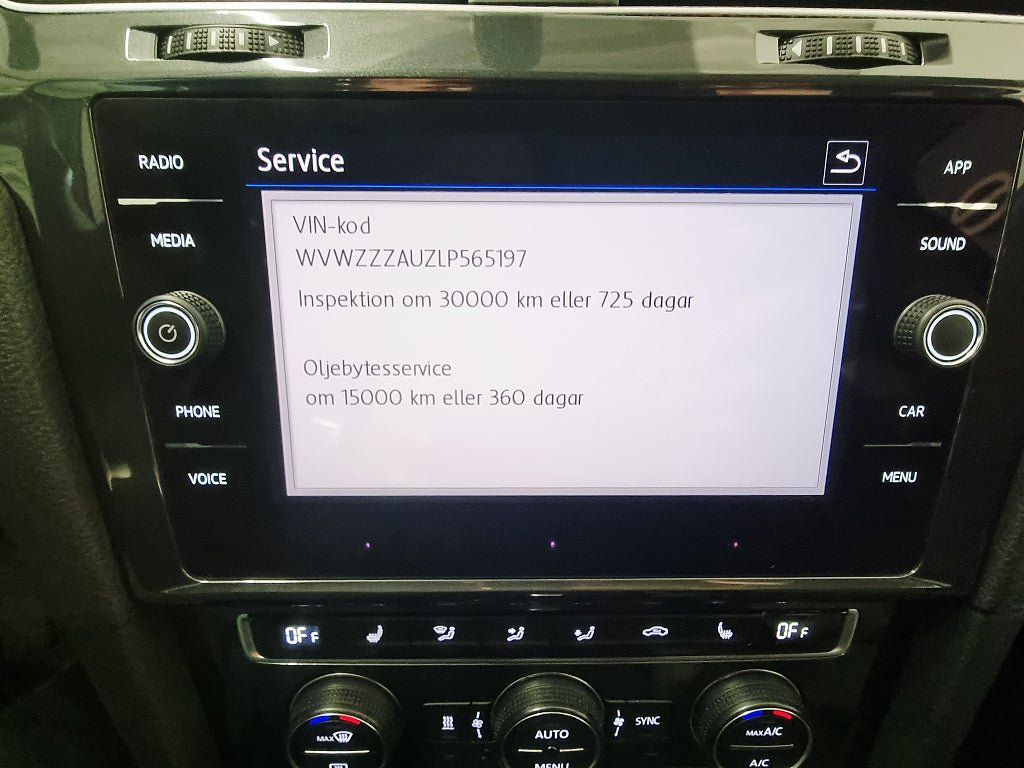 RADIO
Service
APP
MEDIA
VIN-kod
SOUND
WVWZZZAUZLP565197
Inspektion om 30000 km eller 725 dagar
Oljebytesservice
om 15000 km eller 360 dagar
PHONE
CAR
VOICE
MENU
OFF
OFF
MAX
AUTO
MENU
SYNC
MAX A/C
A/C